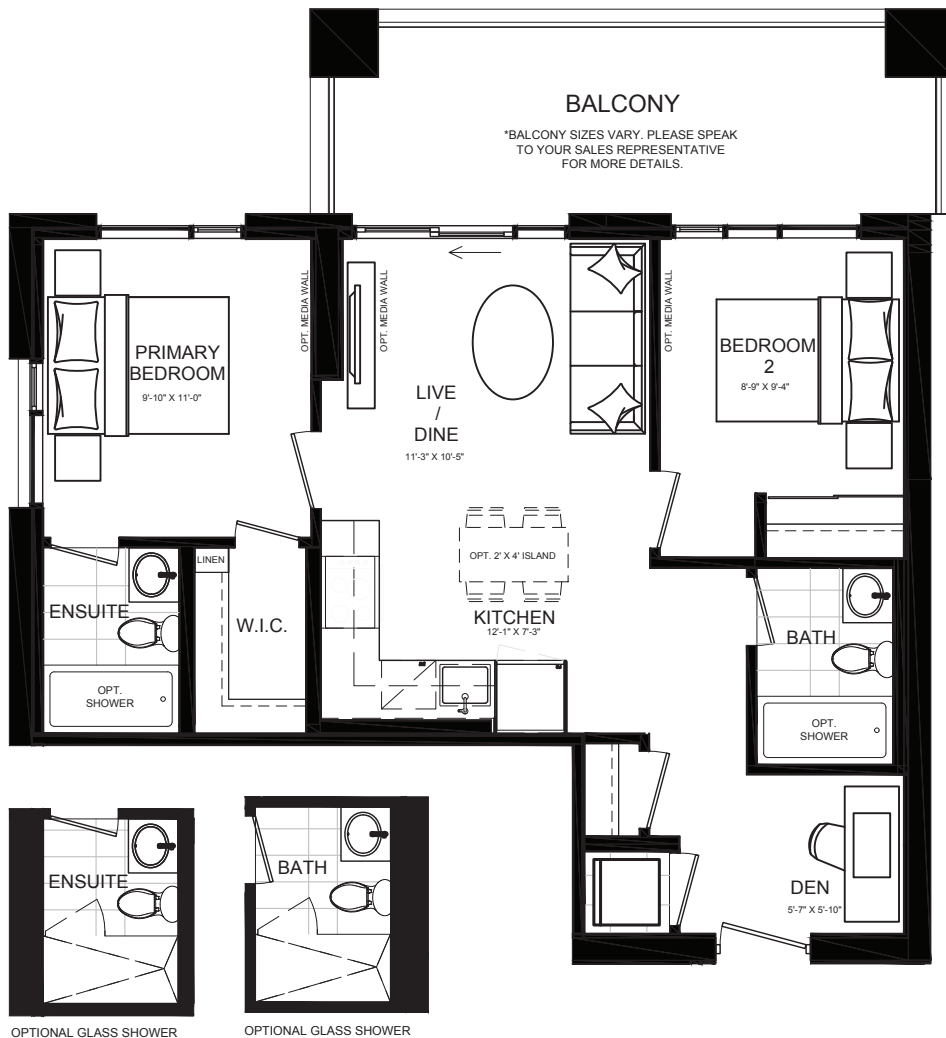 BALCONY
*BALCONY SIZES VARY. PLEASE SPEAK
TO YOUR SALES REPRESENTATIVE
FOR MORE DETAILS.
OPT. MEDIA WALL
OPT. MEDIA WALL
OPT. MEDIA WALL
PRIMARY
BEDROOM
9'-10" X 11'-0"
LIVE
/
DINE
11'-3" X 10'-5"
BEDROOM
2
8'-9" X 9'-4"
OPT. 2' X 4' ISLAND
KITCHEN
12'-1" X 7'-3"
LINEN
W.I.C.
ENSUITE
OPT.
SHOWER
BATH
OPT.
SHOWER
DEN
5'-7" X 5'-10"
ENSUITE
OPTIONAL GLASS SHOWER
BATH
OPTIONAL GLASS SHOWER